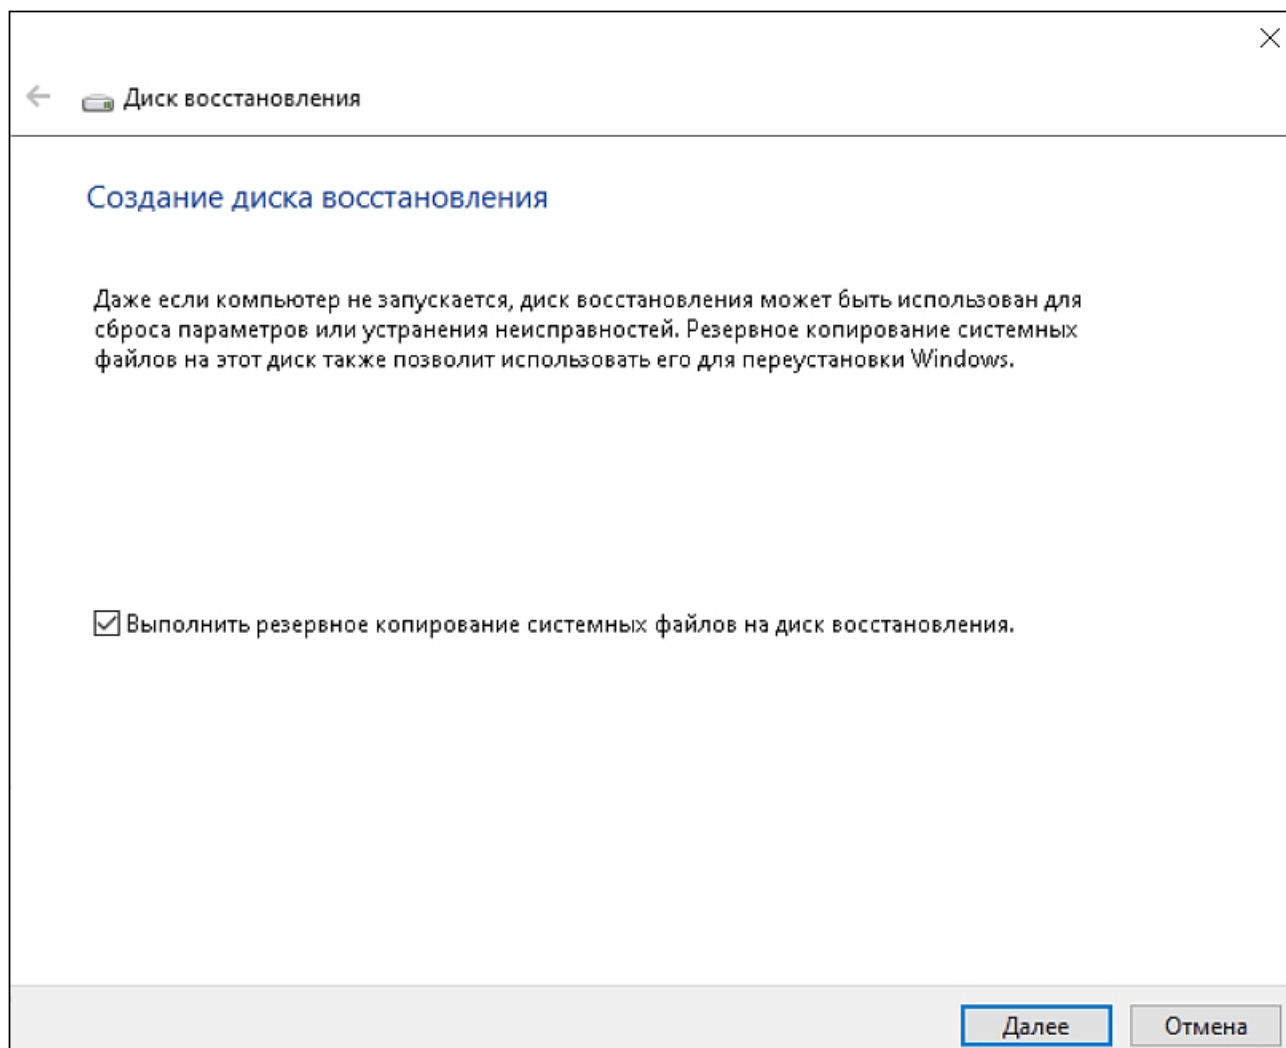 Диск восстановления
Создание диска восстановления
Даже если компьютер не запускается, диск восстановления может быть использован для
сброса параметров или устранения неисправностей. Резервное копирование системных
файлов на этот диск также позволит использовать его для переустановки Windows.
Выполнить резервное копирование системных файлов на диск восстановления.
Далее
Отмена